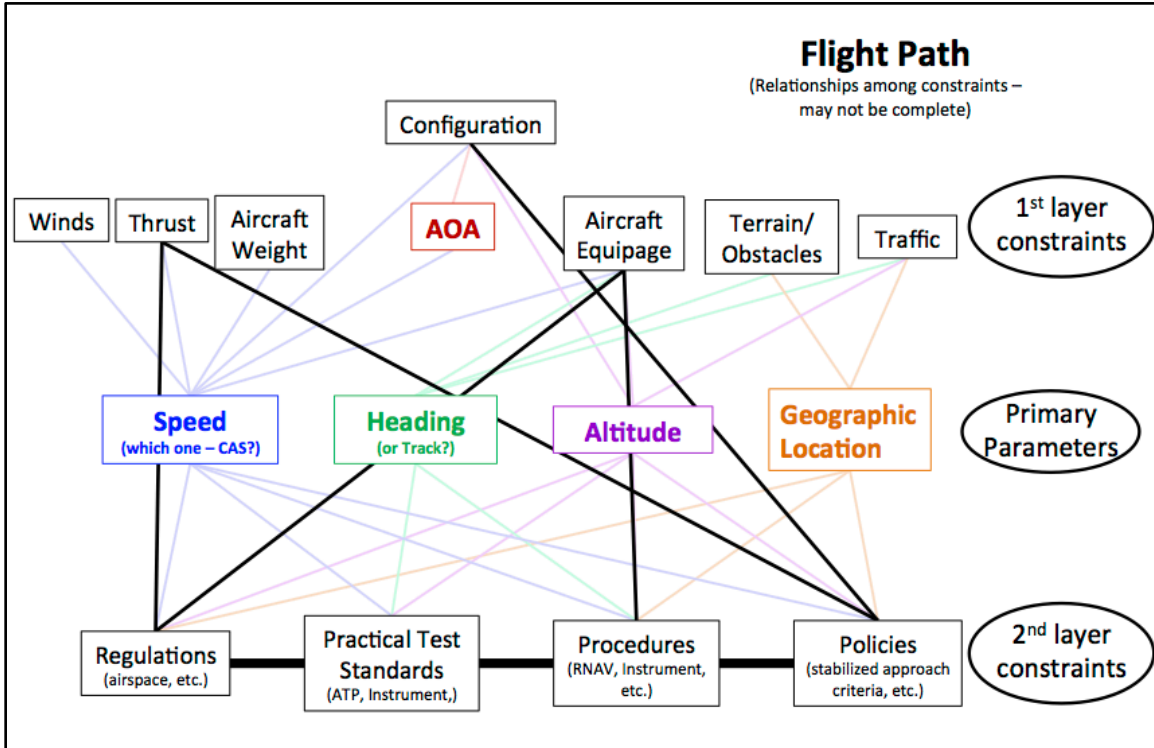 Flight Path
(Relationships among constraints –
may not be complete)
Configuration
Winds
Thrust
Aircraft
Weight
AOA
Aircraft
Equipage
Terrain/
Obstacles
Traffic
1st layer
constraints
Speed
(which one – CAS?)
Heading
(or Track?)
Altitude
Geographic
Location
Primary
Parameters
Regulations
(airspace, etc.)
Practical Test
Standards
(ATP, Instrument,)
Procedures
(RNAV, Instrument,
etc.)
Policies
(stabilized approach
criteria, etc.)
2nd layer
constraints